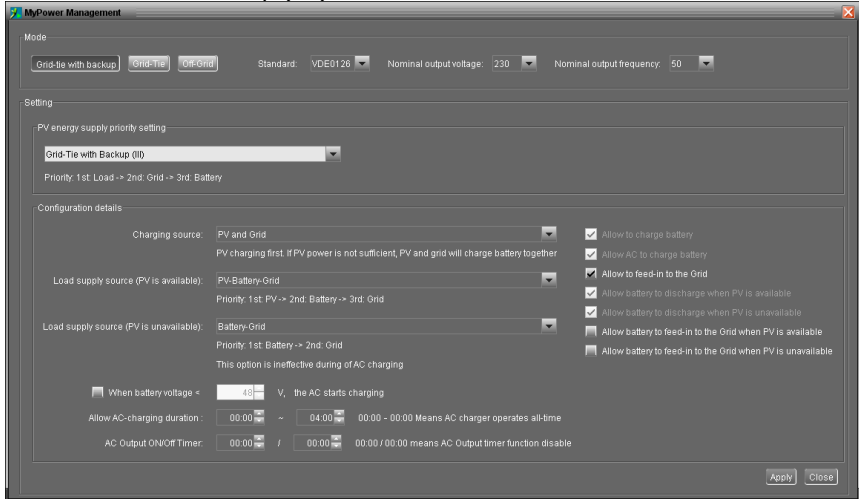 MyPower Management
Mode
Grid-tie with backup Grid-Tie Off-Grid Standard: VDE0126 Nominal output voltage: 230 Nominal output frequency: 50
Setting
PV energy supply priority setting
Grid-Tie with Backup (III)
Priority: 1st: Load -> 2nd: Grid -> 3rd: Battery
Configuration details
Charging source: PV and Grid
PV charging first. If PV power is not sufficient, PV and grid will charge battery together
Load supply source (PV is available): PV-Battery-Grid
Priority: 1st: PV -> 2nd: Battery -> 3rd: Grid
Load supply source (PV is unavailable): Battery-Grid
Priority: 1st: Battery -> 2nd: Grid
This option is ineffective during of AC charging
Allow to charge battery
Allow AC to charge battery
Allow to feed-in to the Grid
Allow battery to discharge when PV is available
Allow battery to discharge when PV is unavailable
Allow battery to feed-in to the Grid when PV is available
Allow battery to feed-in to the Grid when PV is unavailable
When battery voltage < 48 V, the AC starts charging
Allow AC-charging duration : 00:00 ~ 04:00 00:00 - 00:00 Means AC charger operates all-time
AC Output ON/Off Timer: 00:00 / 00:00 00:00 / 00:00 means AC Output timer function disable
Apply Close